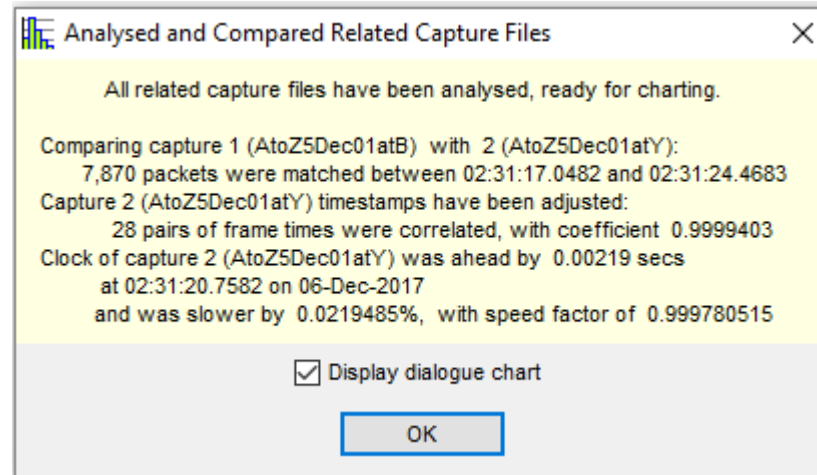 Analysed and Compared Related Capture Files
All related capture files have been analysed, ready for charting.
Comparing capture 1 (AtoZ5Dec01atB) with 2 (AtoZ5Dec01atY):
7,870 packets were matched between 02:31:17.0482 and 02:31:24.4683
Capture 2 (AtoZ5Dec01atY) timestamps have been adjusted:
28 pairs of frame times were correlated, with coefficient 0.9999403
Clock of capture 2 (AtoZ5Dec01atY) was ahead by 0.00219 secs
at 02:31:20.7582 on 06-Dec-2017
and was slower by 0.0219485%, with speed factor of 0.999780515
Display dialogue chart
OK